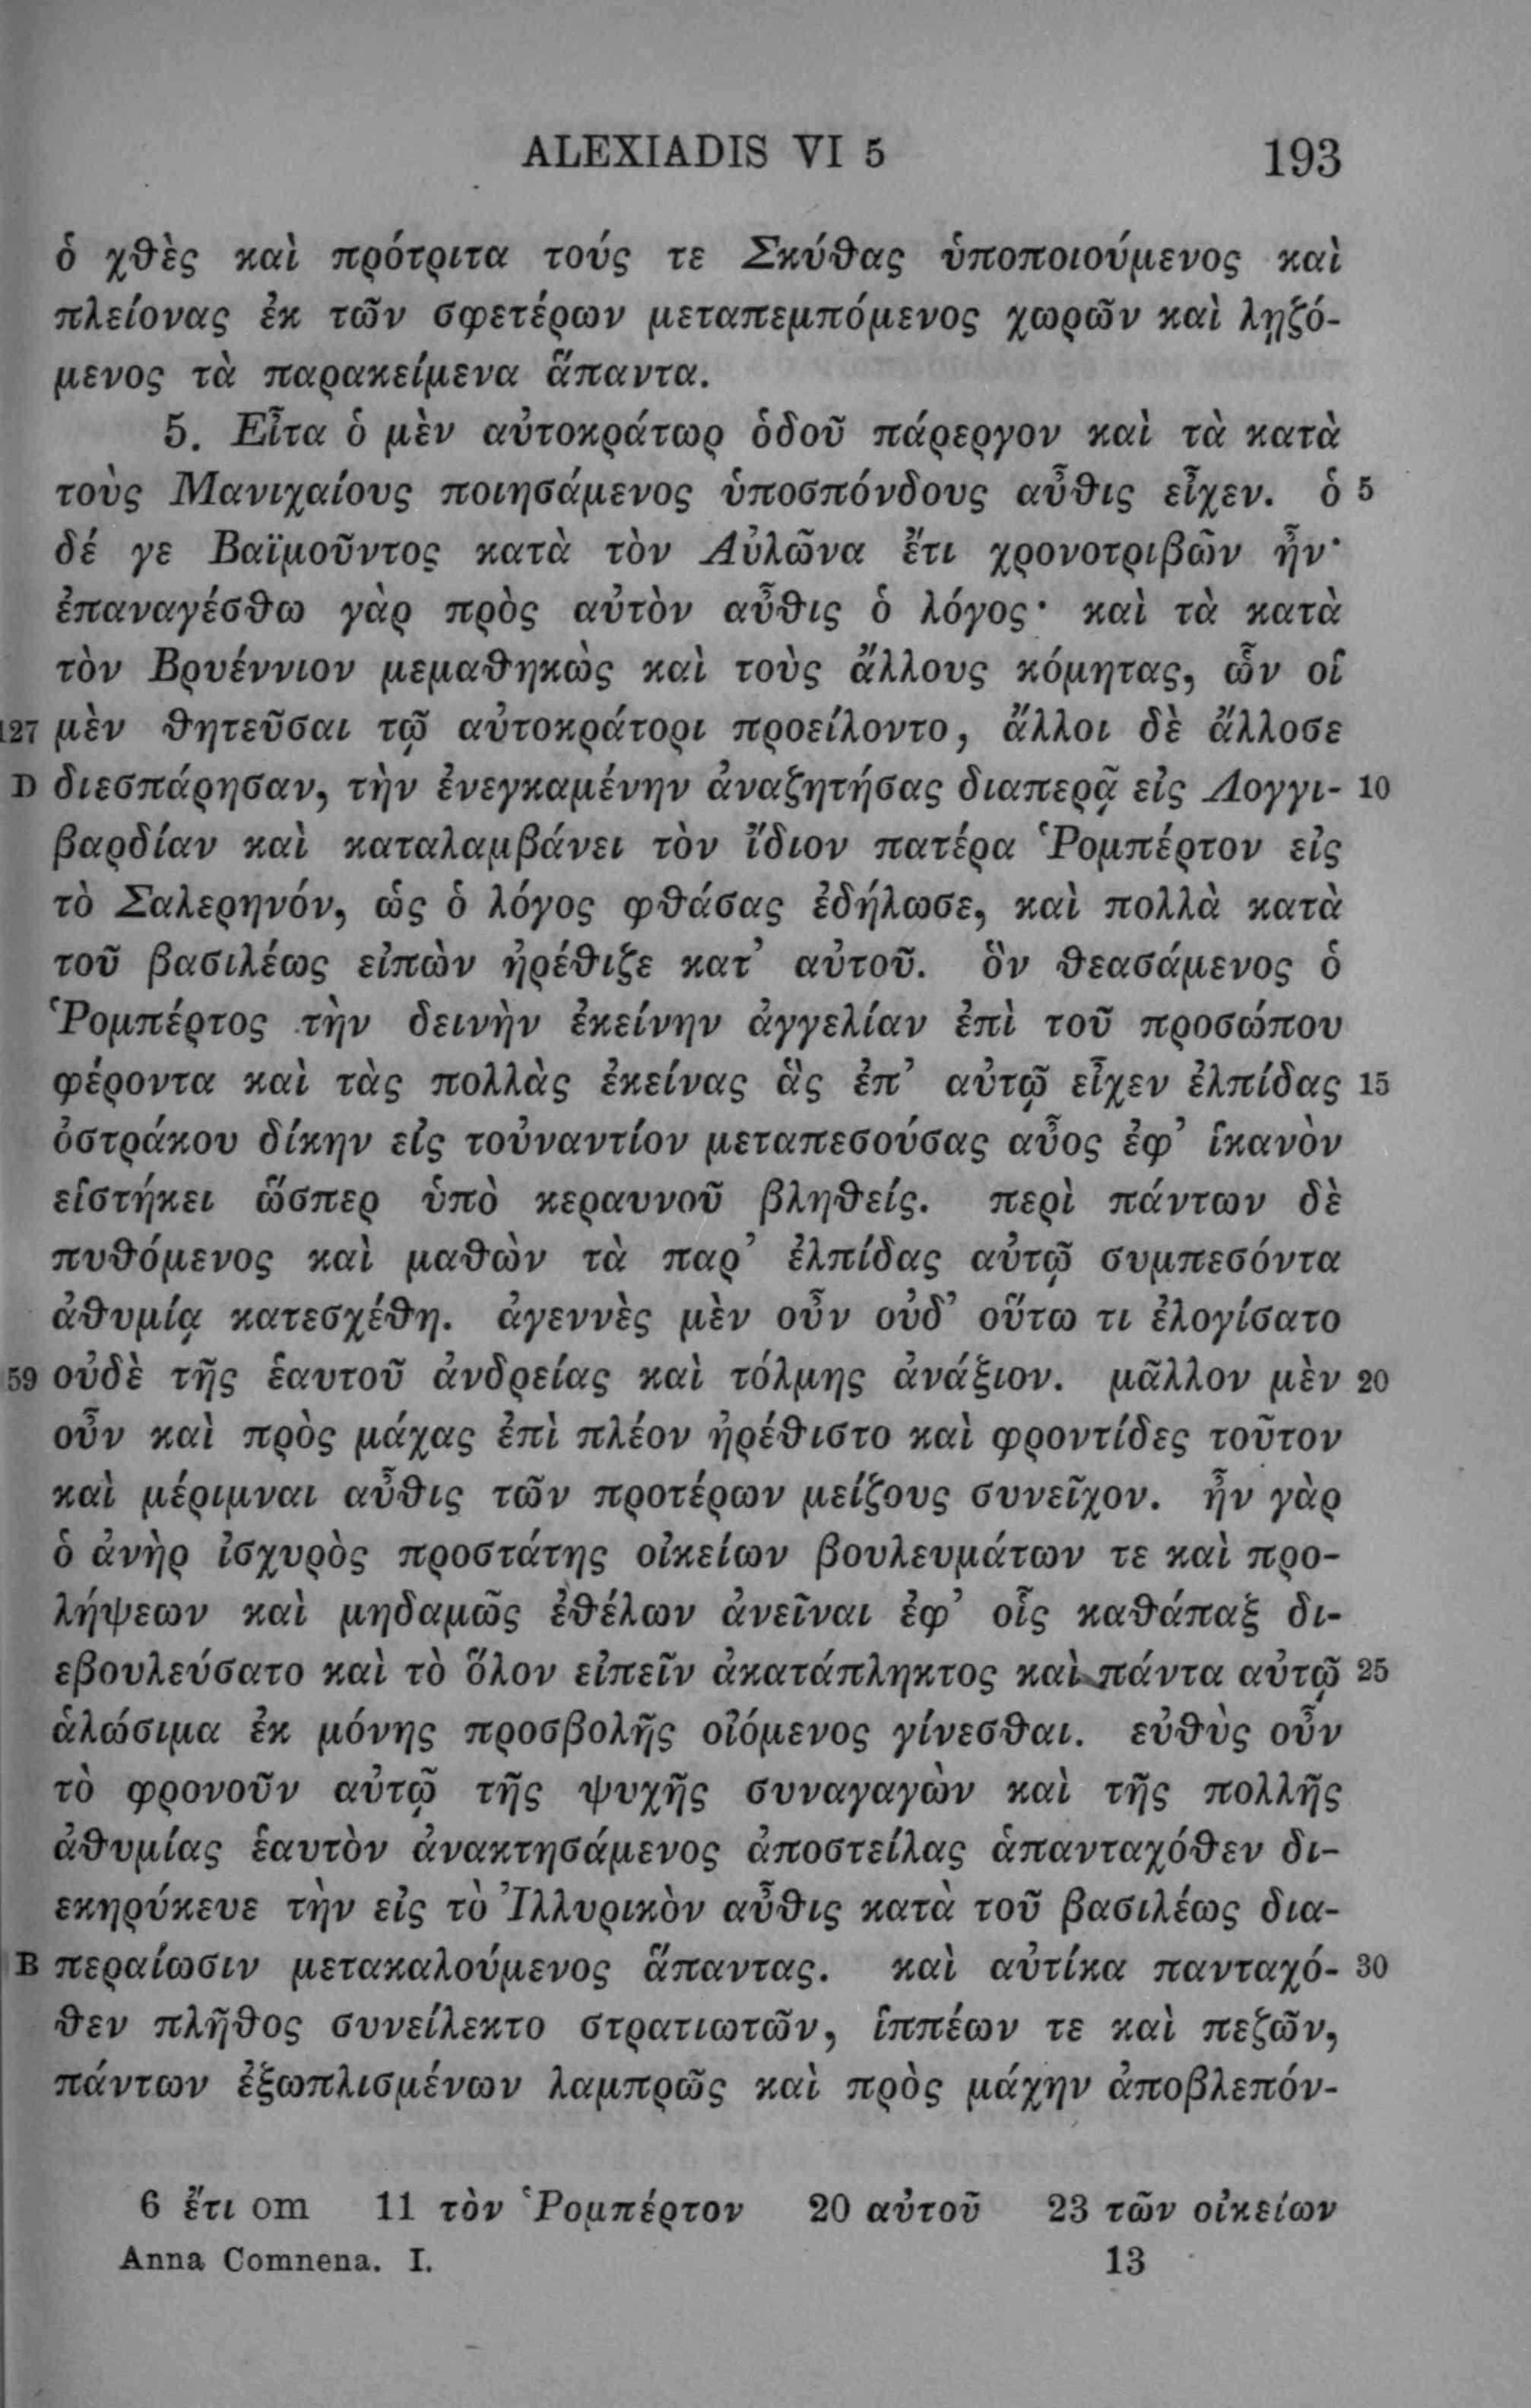 ALEXIADIS VI 5 193
ὁ χθὲς καὶ πρότριτα τούς τε Σκύθας ὑποποιούμενος καὶ
πλείονας ἐκ τῶν σφετέρων μεταπεμπόμενος χωρῶν καὶ λῃζό-
μενος τὰ παρακείμενα ἅπαντα.
5. Εἶτα ὁ μὲν αὐτοκράτωρ ὁδοῦ πάρεργον καὶ τὰ κατὰ
τοὺς Μανιχαίους ποιησάμενος ὑποσπόνδους αὖθις εἶχεν. ὁ 5
δέ γε Βαϊμοῦντος κατὰ τὸν Αὐλῶνα ἔτι χρονοτριβῶν ἦν·
ἐπαναγέσθω γὰρ πρὸς αὐτὸν αὖθις ὁ λόγος· καὶ τὰ κατὰ
τὸν Βρυέννιον μεμαθηκὼς καὶ τοὺς ἄλλους κόμητας, ὧν οἱ
127 μὲν θητεῦσαι τῷ αὐτοκράτορι προείλοντο, ἄλλοι δὲ ἄλλοσε
D διεσπάρησαν, τὴν ἐνεγκαμένην ἀναζητήσας διαπερᾷ εἰς Λογγι- 10
βαρδίαν καὶ καταλαμβάνει τὸν ἴδιον πατέρα Ῥομπέρτον εἰς
τὸ Σαλερηνόν, ὡς ὁ λόγος φθάσας ἐδήλωσε, καὶ πολλὰ κατὰ
τοῦ βασιλέως εἰπὼν ἠρέθιζε κατ’ αὐτοῦ. ὃν θεασάμενος ὁ
Ῥομπέρτος τὴν δεινὴν ἐκείνην ἀγγελίαν ἐπὶ τοῦ προσώπου
φέροντα καὶ τὰς πολλὰς ἐκείνας ἃς ἐπ’ αὐτῷ εἶχεν ἐλπίδας 15
ὀστράκου δίκην εἰς τοὐναντίον μεταπεσούσας αὖος ἐφ’ ἱκανὸν
εἱστήκει ὥσπερ ὑπὸ κεραυνοῦ βληθείς. περὶ πάντων δὲ
πυθόμενος καὶ μαθὼν τὰ παρ’ ἐλπίδας αὐτῷ συμπεσόντα
ἀθυμίᾳ κατεσχέθη. ἀγεννὲς μὲν οὖν οὐδ’ οὕτω τι ἐλογίσατο
159 οὐδὲ τῆς ἑαυτοῦ ἀνδρείας καὶ τόλμης ἀνάξιον. μᾶλλον μὲν 20
οὖν καὶ πρὸς μάχας ἐπὶ πλέον ἠρέθιστο καὶ φροντίδες τοῦτον
καὶ μέριμναι αὖθις τῶν προτέρων μείζους συνεῖχον. ἦν γὰρ
ὁ ἀνὴρ ἰσχυρὸς προστάτης οἰκείων βουλευμάτων τε καὶ προ-
λήψεων καὶ μηδαμῶς ἐθέλων ἀνεῖναι ἐφ’ οἷς καθάπαξ δι-
εβουλεύσατο καὶ τὸ ὅλον εἰπεῖν ἀκατάπληκτος καὶ πάντα αὐτῷ 25
ἁλώσιμα ἐκ μόνης προσβολῆς οἰόμενος γίνεσθαι. εὐθὺς οὖν
τὸ φρονοῦν αὐτῷ τῆς ψυχῆς συναγαγὼν καὶ τῆς πολλῆς
ἀθυμίας ἑαυτὸν ἀνακτησάμενος ἀποστείλας ἁπανταχόθεν δι-
εκηρύκευε τὴν εἰς τὸ Ἰλλυρικὸν αὖθις κατὰ τοῦ βασιλέως δια-
B περαίωσιν μετακαλούμενος ἅπαντας. καὶ αὐτίκα πανταχό- 30
θεν πλῆθος συνείλεκτο στρατιωτῶν, ἱππέων τε καὶ πεζῶν,
πάντων ἐξωπλισμένων λαμπρῶς καὶ πρὸς μάχην ἀποβλεπόν-
6 ἔτι om 11 τὸν Ῥομπέρτον 20 αὐτοῦ 23 τῶν οἰκείων
Anna Comnena. I. 13